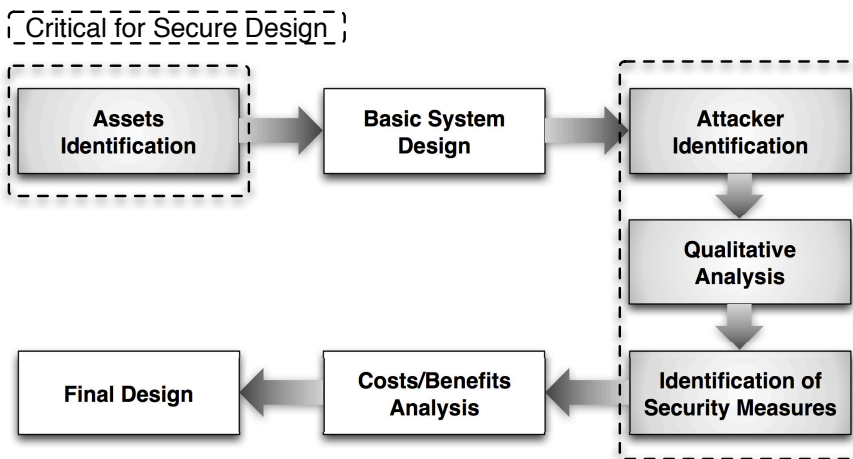 Critical for Secure Design
Assets
Identification
Basic System
Design
Attacker
Identification
Qualitative
Analysis
Identification of
Security Measures
Costs/Benefits
Analysis
Final Design